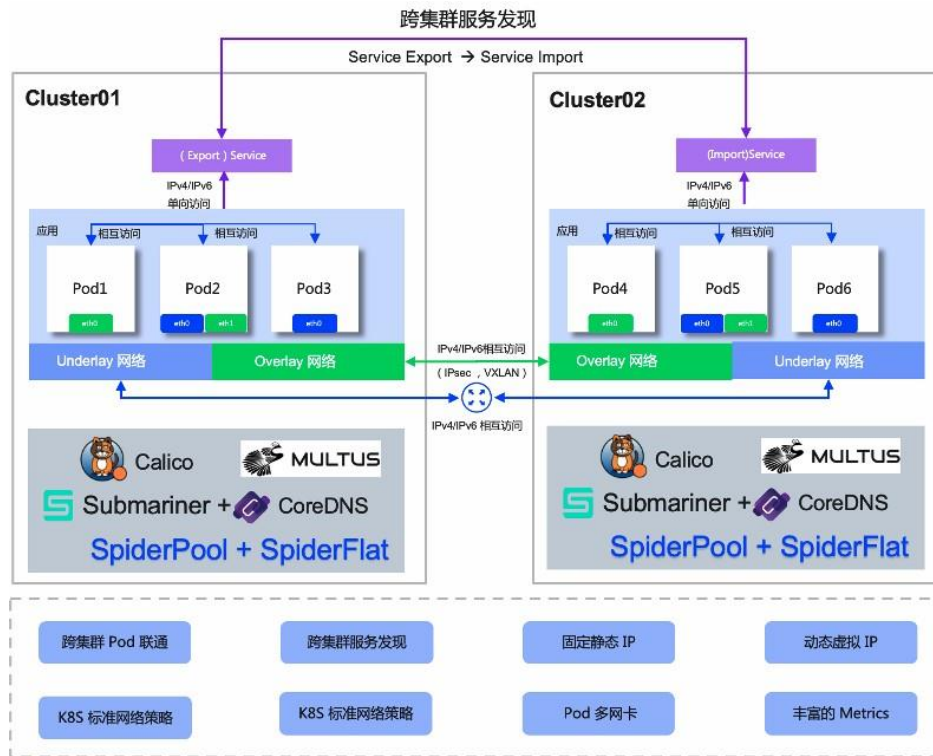 跨集群服务发现
Service Export → Service Import
Cluster01
Cluster02
( Export ) Service
(Import)Service
IPv4/IPv6
单向访问
IPv4/IPv6
单向访问
应用
相互访问
相互访问
应用
相互访问
相互访问
Pod1
Pod2
Pod3
Pod4
Pod5
Pod6
eth0
eth0
eth1
eth0
eth0
eth0
eth1
eth0
Underlay 网络
Overlay 网络
IPv4/IPv6相互访问
( IPsec , VXLAN )
Overlay 网络
Underlay 网络
IPv4/IPv6 相互访问
Calico
MULTUS
Submariner +
CoreDNS
SpiderPool + SpiderFlat
Calico
MULTUS
Submariner +
CoreDNS
SpiderPool + SpiderFlat
跨集群 Pod 联通
跨集群服务发现
固定静态 IP
动态虚拟 IP
K8S 标准网络策略
K8S 标准网络策略
Pod 多网卡
丰富的 Metrics